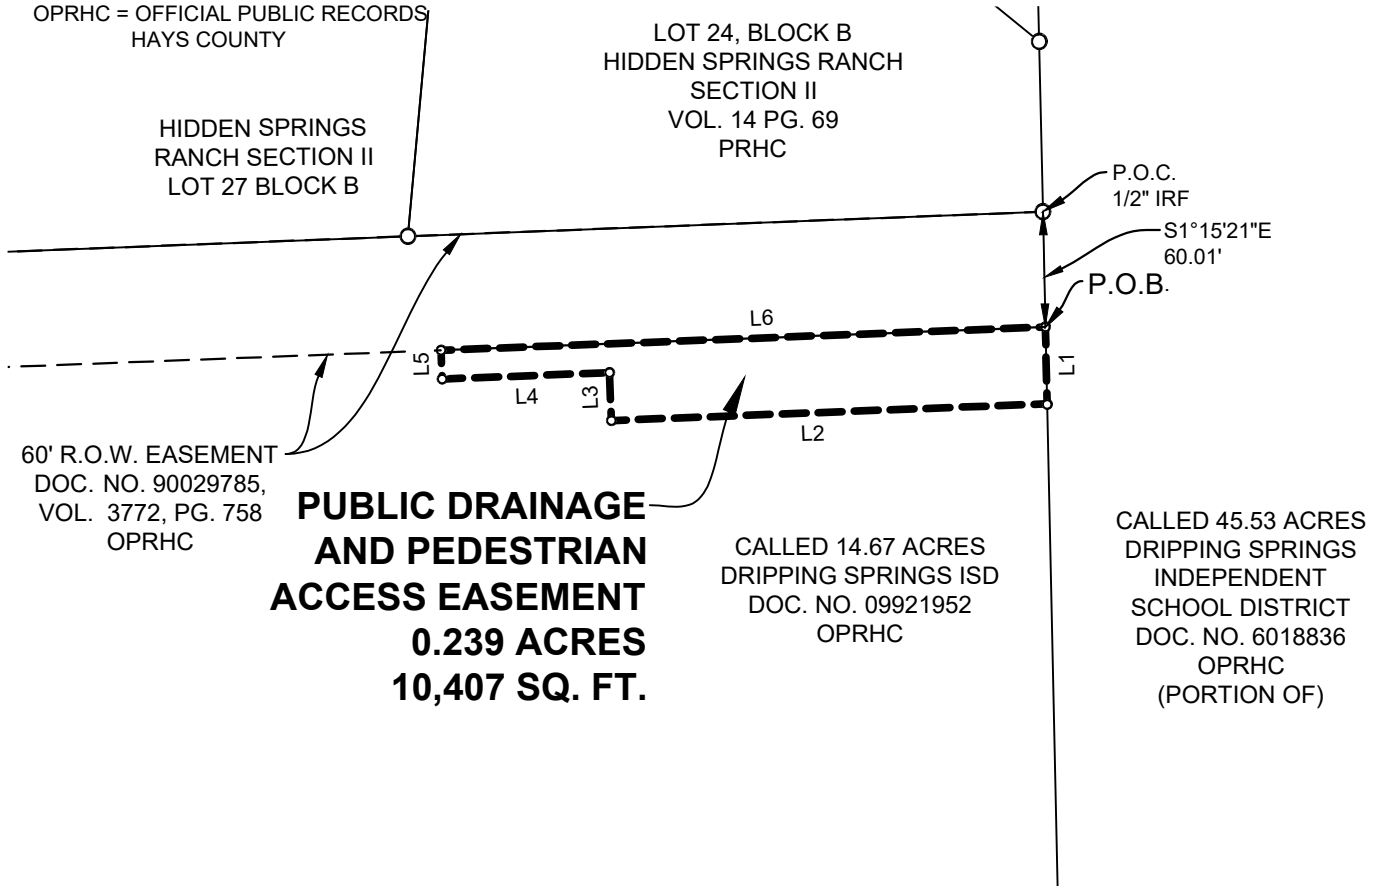 OPRHC = OFFICIAL PUBLIC RECORDS
HAYS COUNTY
LOT 24, BLOCK B
HIDDEN SPRINGS RANCH
SECTION II
VOL. 14 PG. 69
PRHC
HIDDEN SPRINGS
RANCH SECTION II
LOT 27 BLOCK B
P.O.C.
1/2" IRF
S1°15'21"E
60.01'
P.O.B.
L6
L5
L4
L3
L2
L1
60' R.O.W. EASEMENT
DOC. NO. 90029785,
VOL. 3772, PG. 758
OPRHC
PUBLIC DRAINAGE
AND PEDESTRIAN
ACCESS EASEMENT
0.239 ACRES
10,407 SQ. FT.
CALLED 14.67 ACRES
DRIPPING SPRINGS ISD
DOC. NO. 09921952
OPRHC
CALLED 45.53 ACRES
DRIPPING SPRINGS
INDEPENDENT
SCHOOL DISTRICT
DOC. NO. 6018836
OPRHC
(PORTION OF)